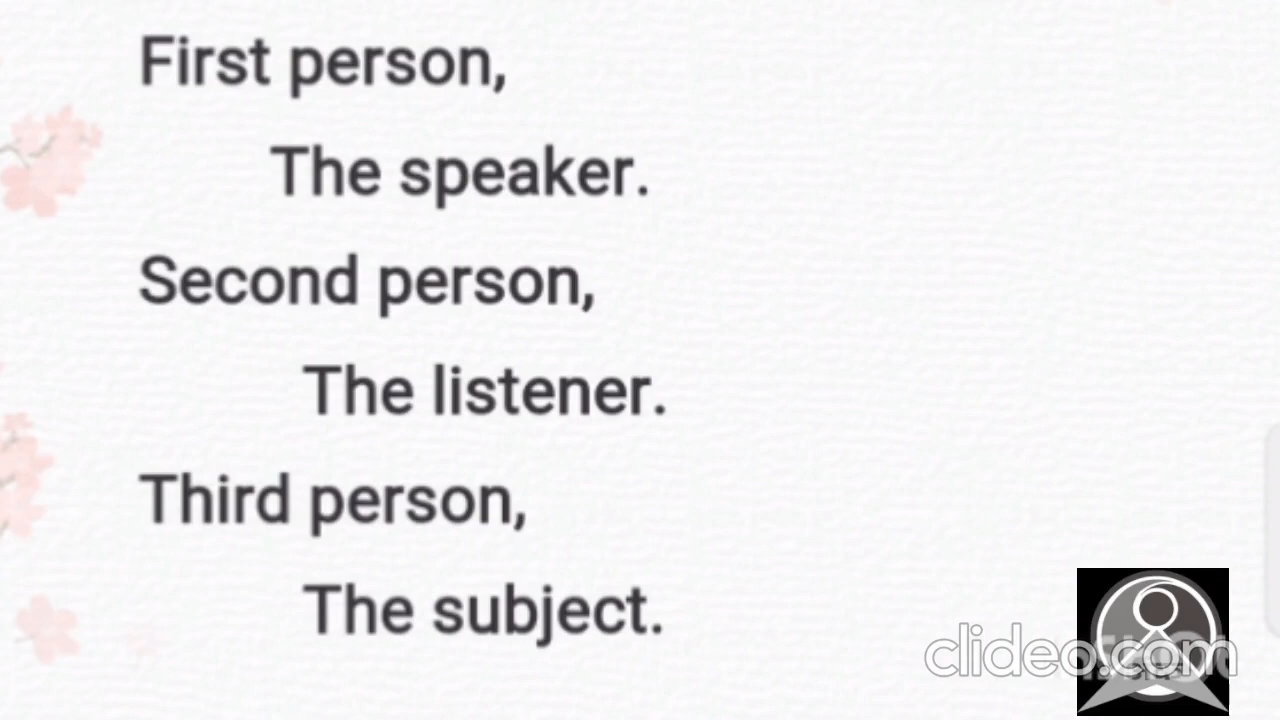 First person,
The speaker.
Second person,
The listener.
Third person,
The subject.
clideo.com